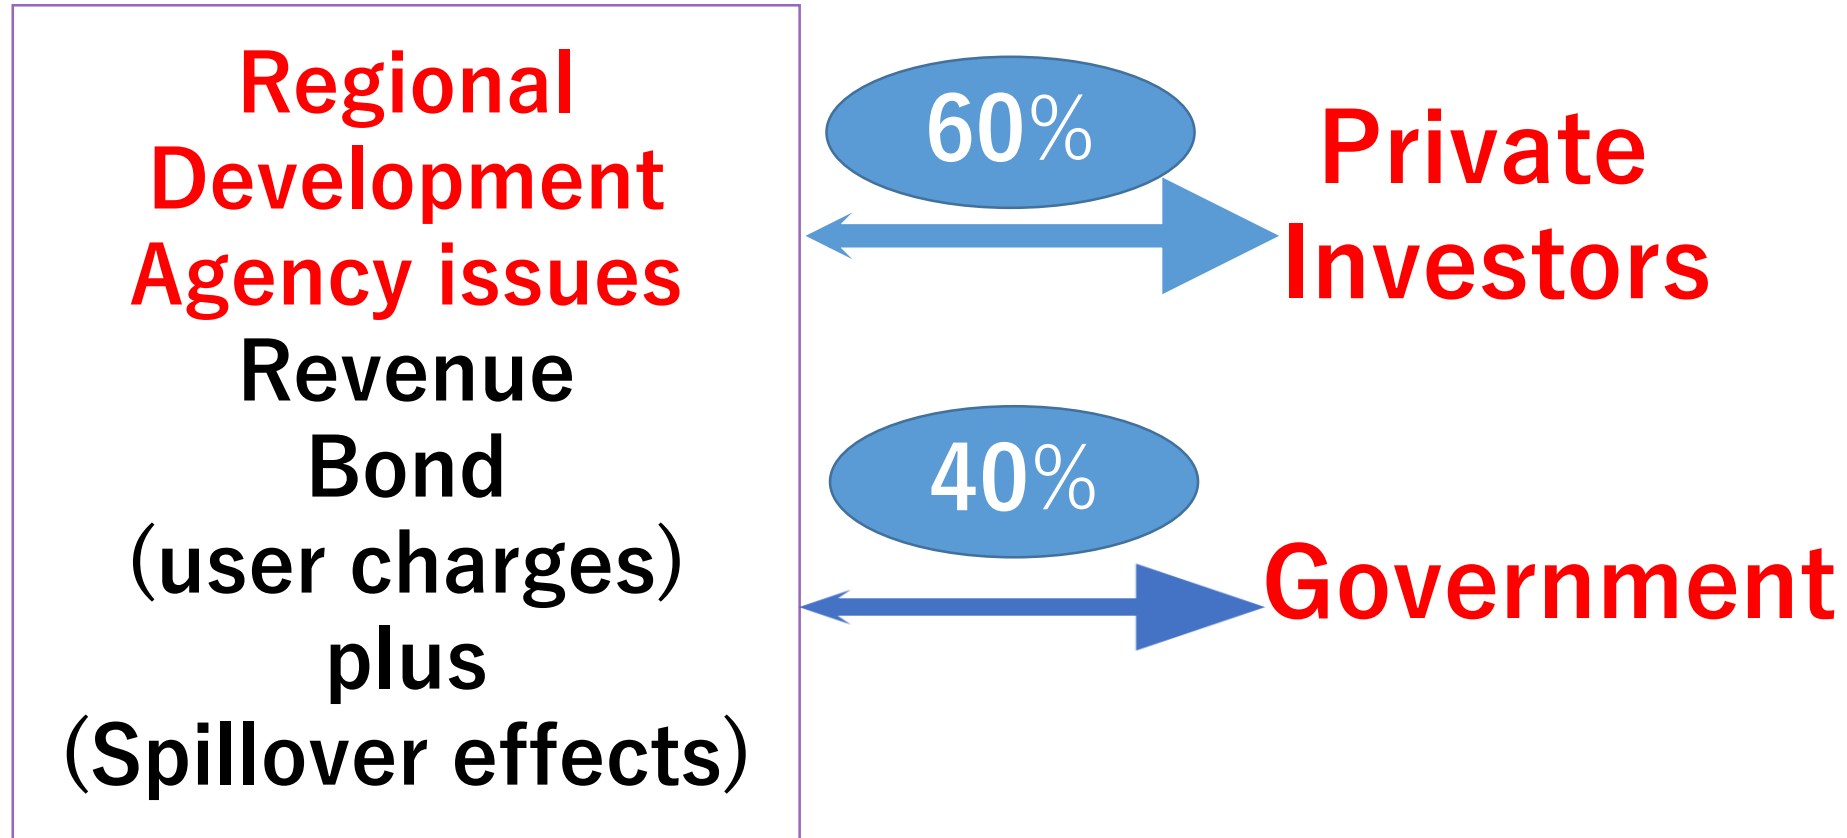 Regional
Development
Agency issues
Revenue
Bond
(user charges)
plus
(Spillover effects)
60%
Private
Investors
40%
Government